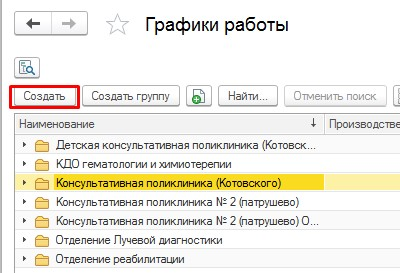 Графики работы
Создать Создать группу Найти... Отменить поиск
Наименование Производстве
Детская консультативная поликлиника (Котовск...
КДО гематологии и химиотерепии
Консультативная поликлиника (Котовского)
Консультативная поликлиника № 2 (патрушево)
Консультативная поликлиника № 2 (патрушево) О...
Отделение Лучевой диагностики
Отделение реабилитации